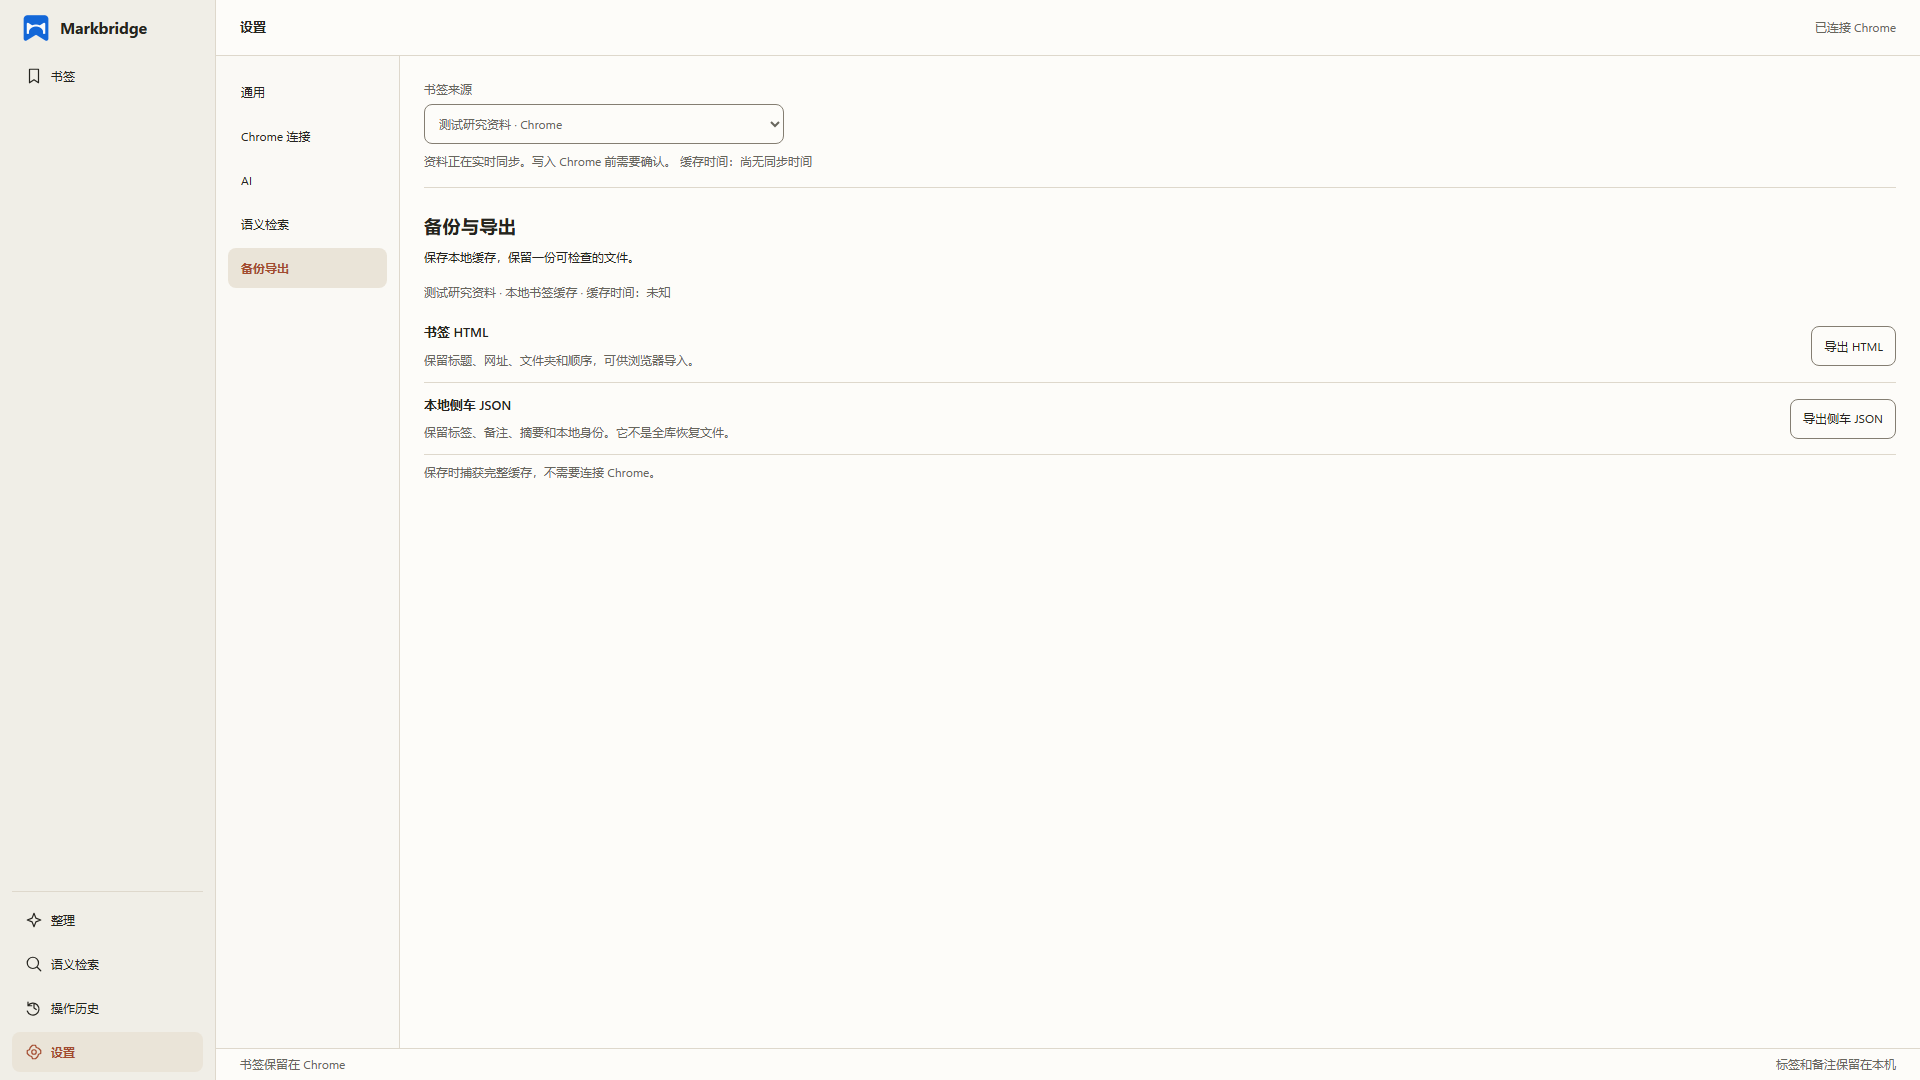 Markbridge
书签
整理
语义检索
操作历史
设置
设置
已连接 Chrome
通用
Chrome 连接
AI
语义检索
备份导出
书签来源
测试研究资料 · Chrome
资料正在实时同步。写入 Chrome 前需要确认。 缓存时间：尚无同步时间
备份与导出
保存本地缓存，保留一份可检查的文件。
测试研究资料 · 本地书签缓存 · 缓存时间：未知
书签 HTML
保留标题、网址、文件夹和顺序，可供浏览器导入。
导出 HTML
本地侧车 JSON
保留标签、备注、摘要和本地身份。它不是全库恢复文件。
导出侧车 JSON
保存时捕获完整缓存，不需要连接 Chrome。
书签保留在 Chrome
标签和备注保留在本机